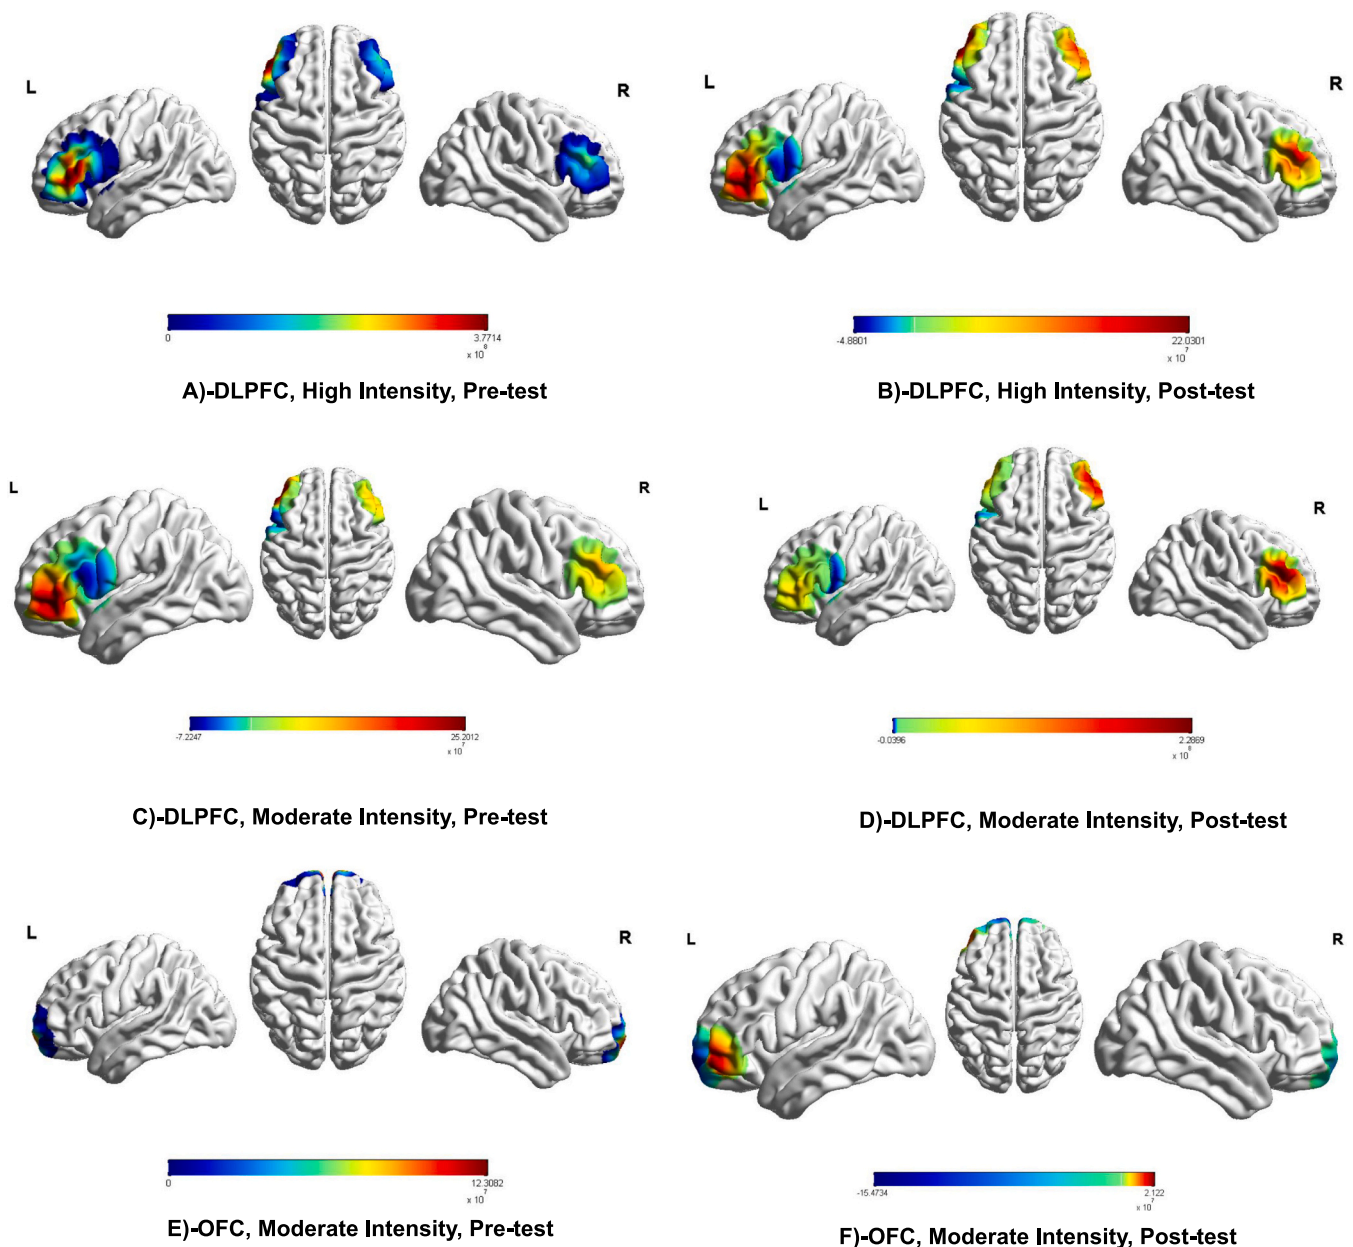 L
R
0
3.7714
x 10
8
A)-DLPFC, High Intensity, Pre-test
L
R
-4.8801
22.0301
x 10
7
B)-DLPFC, High Intensity, Post-test
L
R
-7.2247
25.2012
x 10
7
C)-DLPFC, Moderate Intensity, Pre-test
L
R
-0.0396
2.2869
x 10
8
D)-DLPFC, Moderate Intensity, Post-test
L
R
0
12.3082
x 10
7
E)-OFC, Moderate Intensity, Pre-test
L
R
-15.4734
2.122
x 10
7
F)-OFC, Moderate Intensity, Post-test